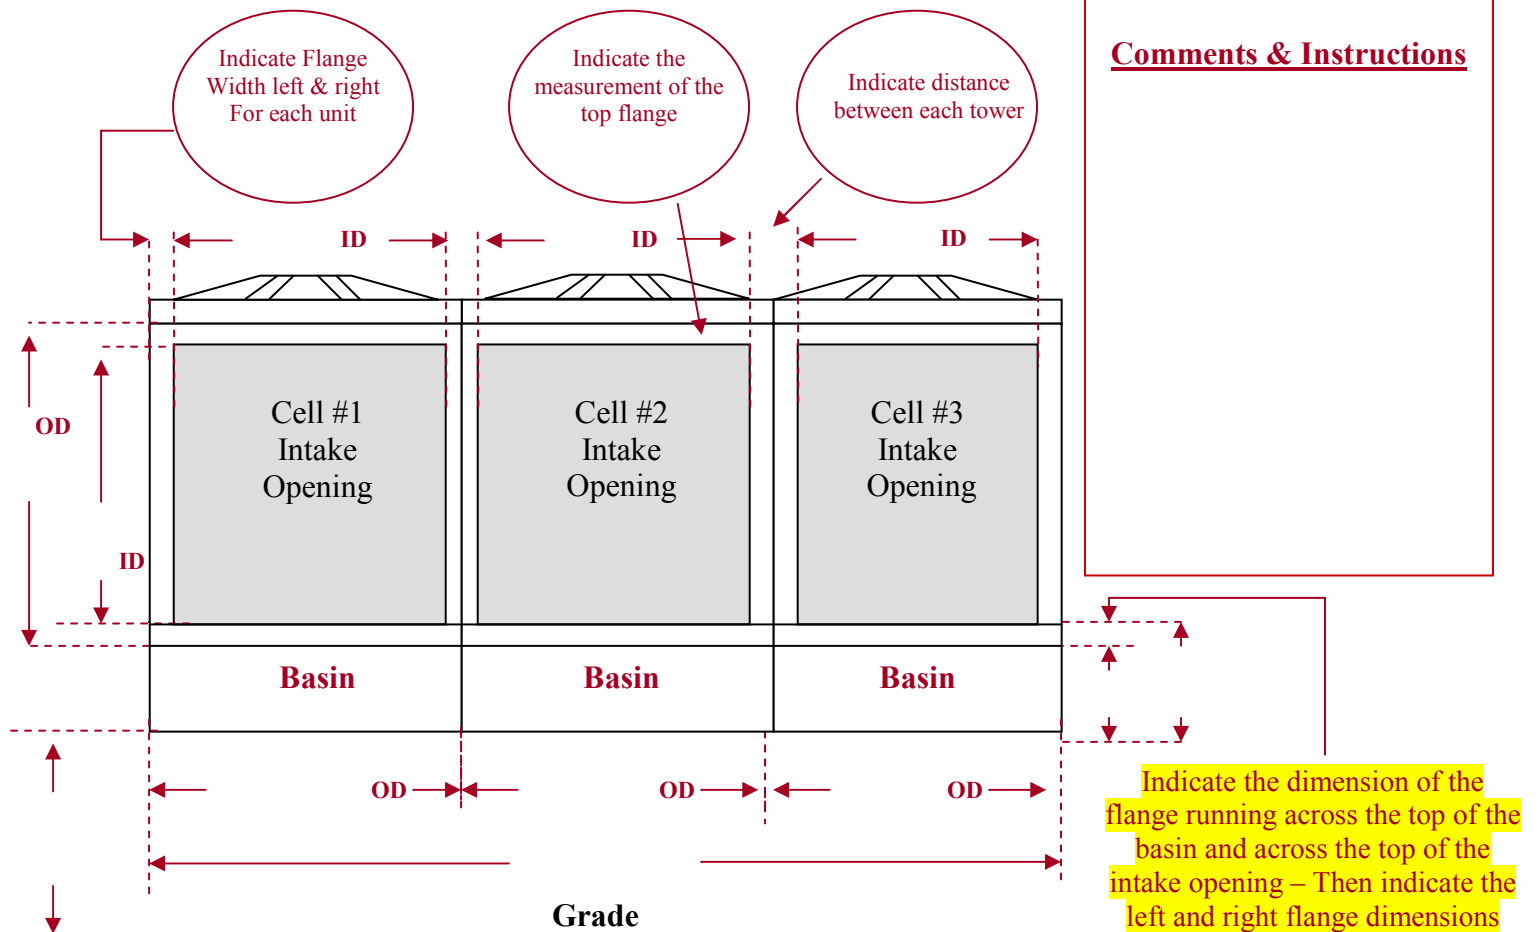 Indicate Flange
Width left & right
For each unit
Indicate the
measurement of the
top flange
Indicate distance
between each tower
Comments & Instructions
ID
ID
ID
OD
ID
Cell #1
Intake
Opening
Cell #2
Intake
Opening
Cell #3
Intake
Opening
Basin
Basin
Basin
OD
OD
OD
Indicate the dimension of the
flange running across the top of the
basin and across the top of the
intake opening – Then indicate the
left and right flange dimensions
Grade